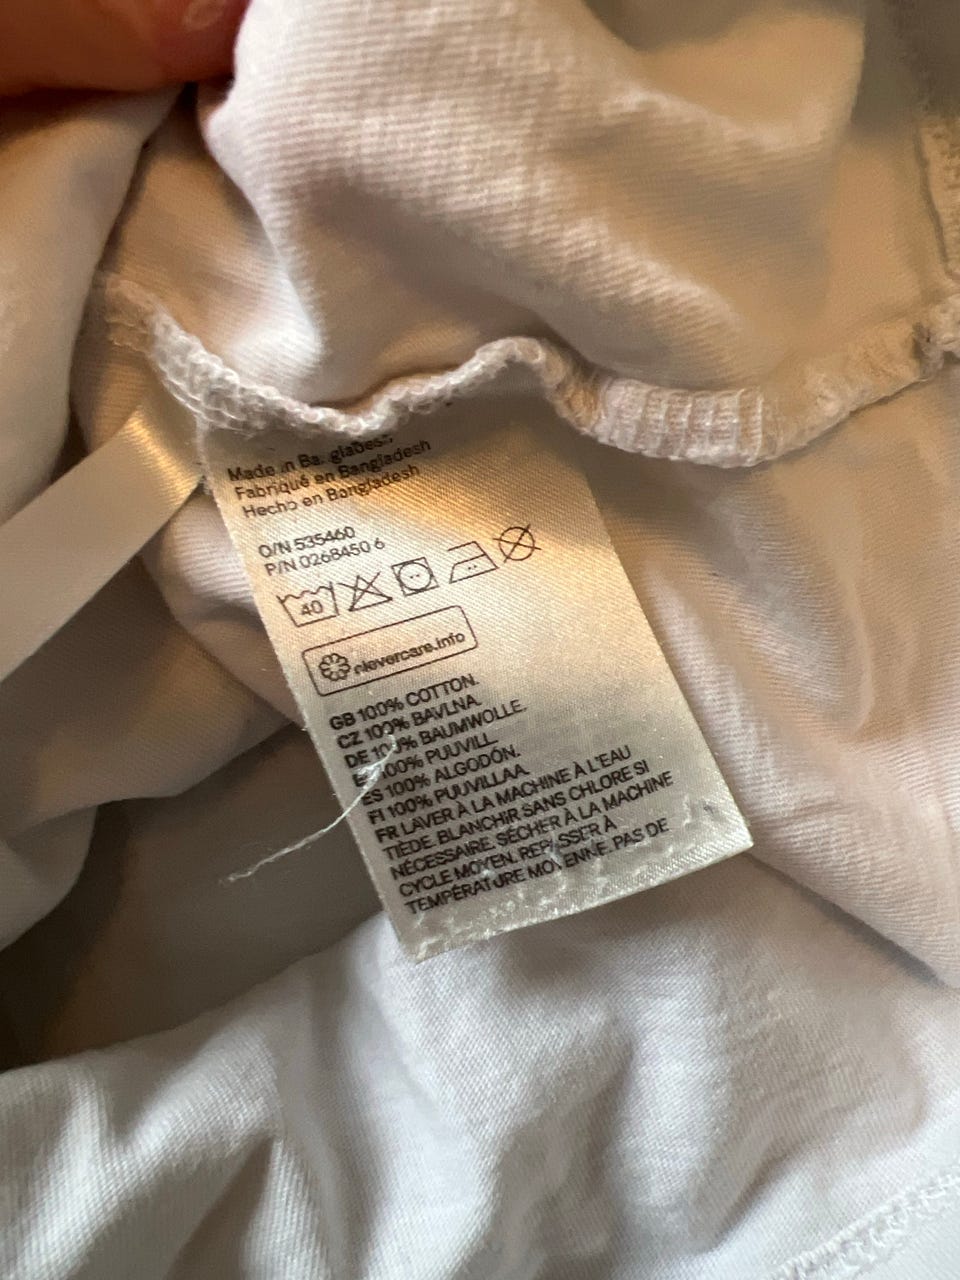 Made in Bangladesh
Fabriqué en Bangladesh
Hecho en Bangladesh
O/N 535460
P/N 0268450 6
40
clevercare.info
GB 100% COTTON.
CZ 100% BAVLNA.
DE 100% BAUMWOLLE.
100% PUUVILL.
ES 100% ALGODÓN.
FI 100% PUUVILLAA.
FR LAVER À LA MACHINE À L'EAU
TIÈDE. BLANCHIR SANS CHLORE SI
NÉCESSAIRE. SÉCHER À LA MACHINE
CYCLE MOYEN. REPASSER À
TEMPÉRATURE MOYENNE. PAS DE